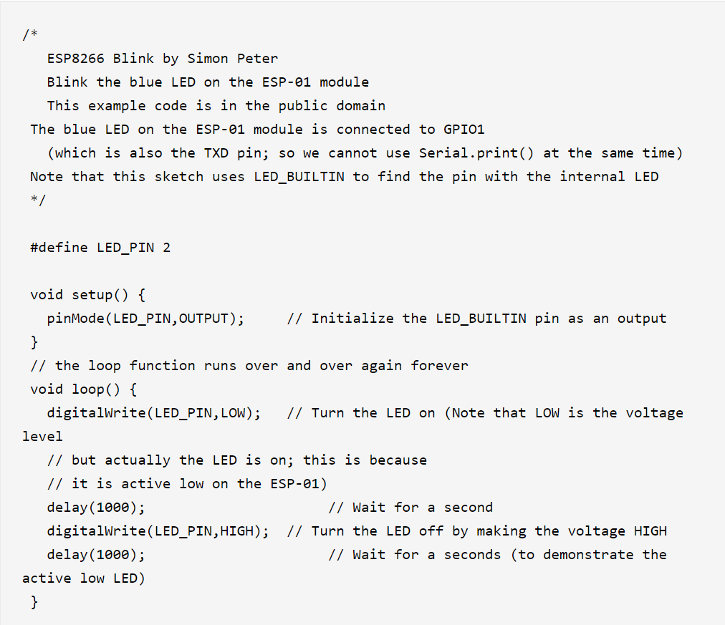 /*
ESP8266 Blink by Simon Peter
Blink the blue LED on the ESP-01 module
This example code is in the public domain
The blue LED on the ESP-01 module is connected to GPIO1
(which is also the TXD pin; so we cannot use Serial.print() at the same time)
Note that this sketch uses LED_BUILTIN to find the pin with the internal LED
*/
#define LED_PIN 2
void setup() {
pinMode(LED_PIN,OUTPUT);     // Initialize the LED_BUILTIN pin as an output
}
// the loop function runs over and over again forever
void loop() {
digitalWrite(LED_PIN,LOW);   // Turn the LED on (Note that LOW is the voltage
level
// but actually the LED is on; this is because
// it is active low on the ESP-01)
delay(1000);                      // Wait for a second
digitalWrite(LED_PIN,HIGH);  // Turn the LED off by making the voltage HIGH
delay(1000);                      // Wait for a seconds (to demonstrate the
active low LED)
}